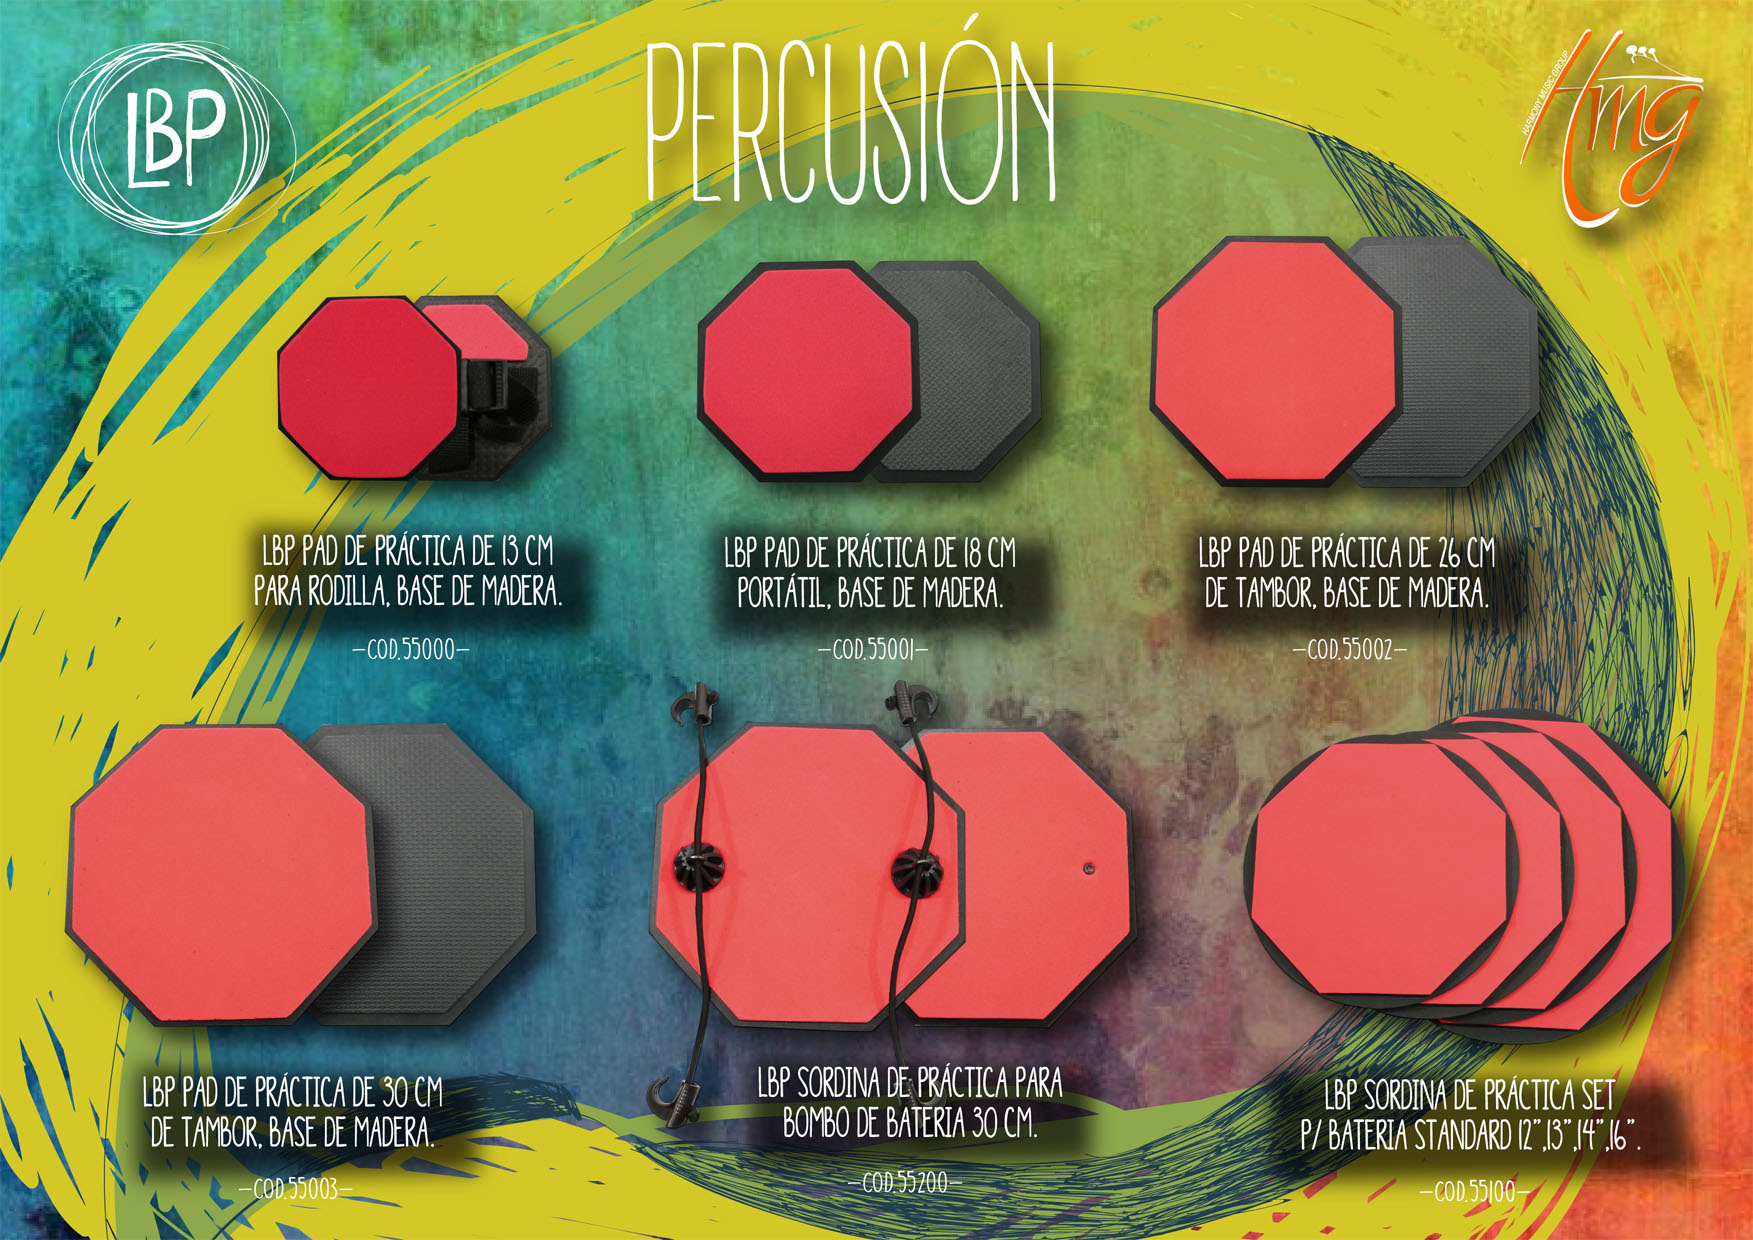 LBP
PERCUSIÓN
HARMONY MUSIC GROUP
Hmg
LBP PAD DE PRÁCTICA DE 13 CM
PARA RODILLA, BASE DE MADERA.
-COD.55000-
LBP PAD DE PRÁCTICA DE 18 CM
PORTÁTIL, BASE DE MADERA.
-COD.55001-
LBP PAD DE PRÁCTICA DE 26 CM
DE TAMBOR, BASE DE MADERA.
-COD.55002-
LBP PAD DE PRÁCTICA DE 30 CM
DE TAMBOR, BASE DE MADERA.
-COD.55003-
LBP SORDINA DE PRÁCTICA PARA
BOMBO DE BATERIA 30 CM.
-COD.55200-
LBP SORDINA DE PRÁCTICA SET
P/ BATERIA STANDARD 12",13",14",16".
-COD.55100-